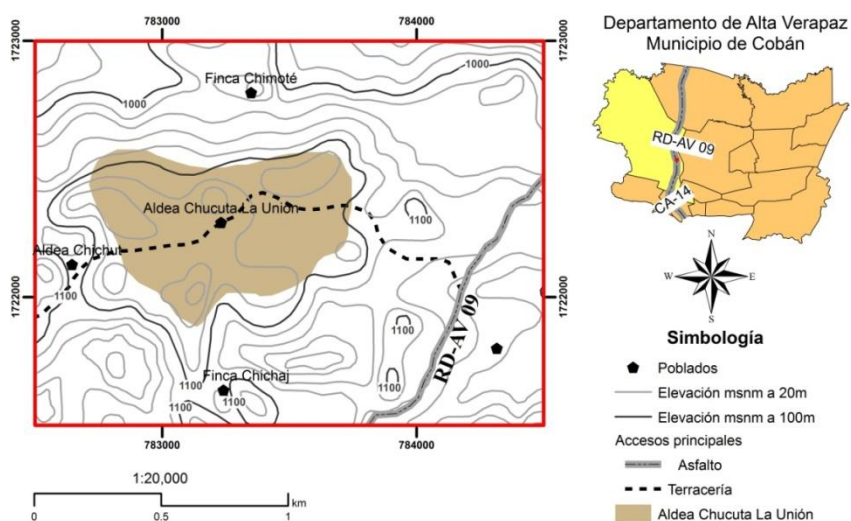 783000
784000
1723000
1723000
Finca Chimoté
1000
1000
Aldea Chucuta La Unión
1100
Aldea Chichut
1100
1722000
1722000
1100
1100
RD-AV 09
Finca Chichaj
1100
1100
1100
783000
784000
1:20,000
km
0
0.5
1
Departamento de Alta Verapaz
Municipio de Cobán
RD-AV 09
CA-14
N
W
E
S
Simbología
Poblados
Elevación msnm a 20m
Elevación msnm a 100m
Accesos principales
Asfalto
Terracería
Aldea Chucuta La Unión